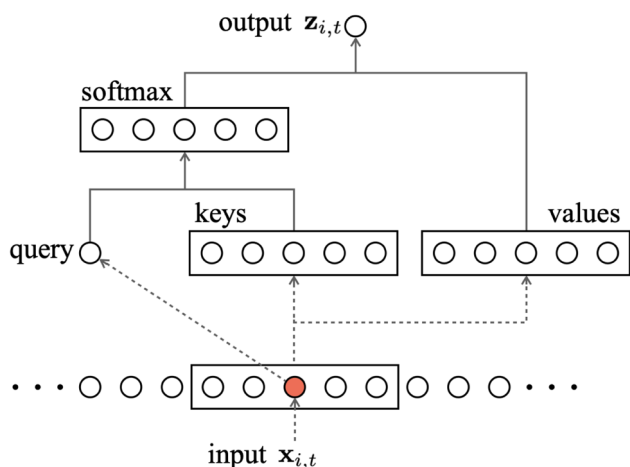 output z_{i,t}
softmax
keys
values
query
· · ·
· · ·
input x_{i,t}